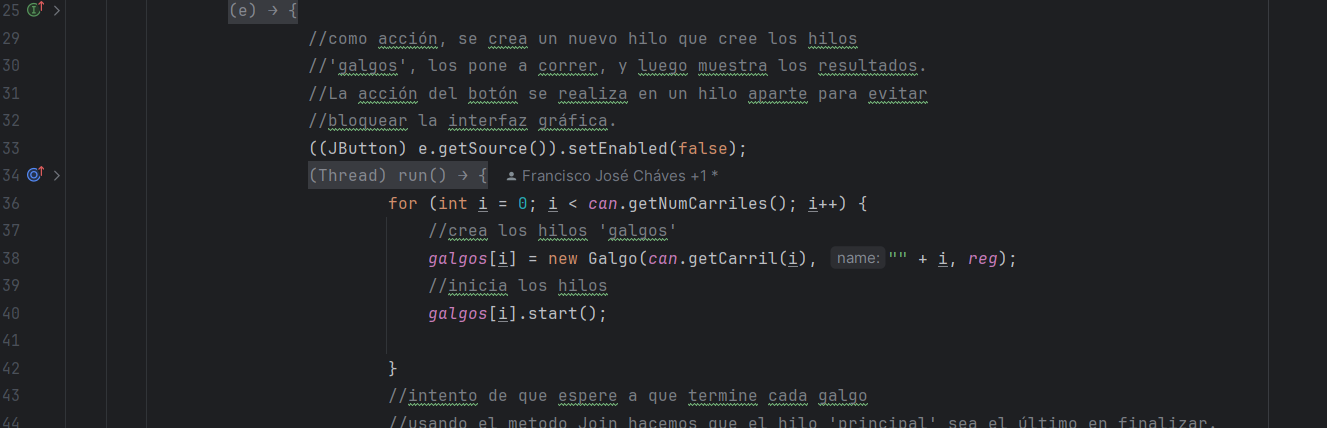 25 (e) → {
29 //como acción, se crea un nuevo hilo que cree los hilos
30 //'galgos', los pone a correr, y luego muestra los resultados.
31 //La acción del botón se realiza en un hilo aparte para evitar
32 //bloquear la interfaz gráfica.
33 ((JButton) e.getSource()).setEnabled(false);
34 (Thread) run() → { Francisco José Cháves +1 *
36 for (int i = 0; i < can.getNumCarriles(); i++) {
37 //crea los hilos 'galgos'
38 galgos[i] = new Galgo(can.getCarril(i), name: "" + i, reg);
39 //inicia los hilos
40 galgos[i].start();
41
42 }
43 //intento de que espere a que termine cada galgo
44 //usando el metodo Join hacemos que el hilo 'principal' sea el último en finalizar.